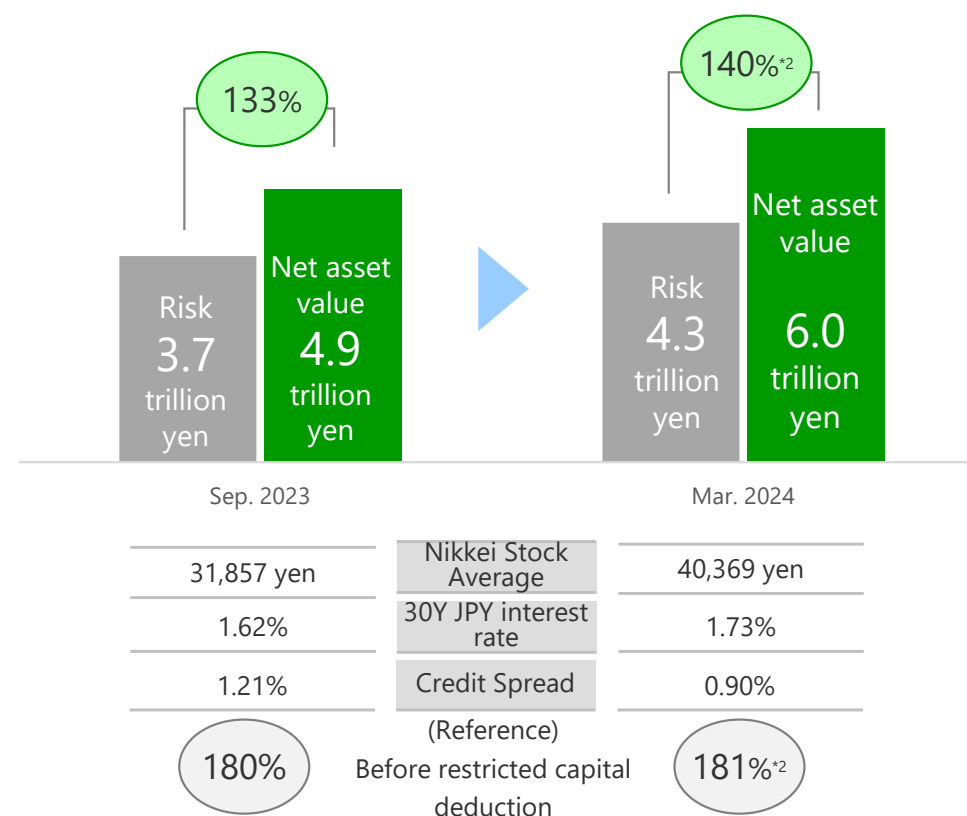 133%
140%*2
Risk
3.7
trillion
yen
Net asset
value
4.9
trillion
yen
Risk
4.3
trillion
yen
Net asset
value
6.0
trillion
yen
Sep. 2023
Mar. 2024
31,857 yen
Nikkei Stock
Average
40,369 yen
1.62%
30Y JPY interest
rate
1.73%
1.21%
Credit Spread
0.90%
180%
(Reference)
Before restricted capital
deduction
181%*2